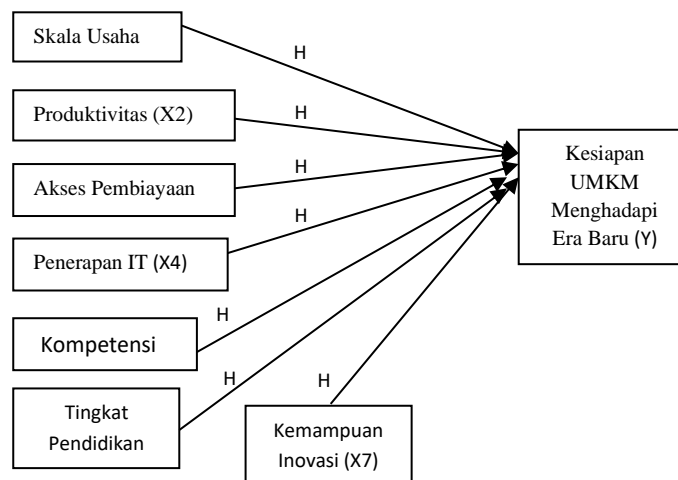 Skala Usaha
H
Produktivitas (X2)
H
Akses Pembiayaan
H
Penerapan IT (X4)
H
Kompetensi
H
Tingkat
Pendidikan
H
Kemampuan
Inovasi (X7)
H
Kesiapan
UMKM
Menghadapi
Era Baru (Y)